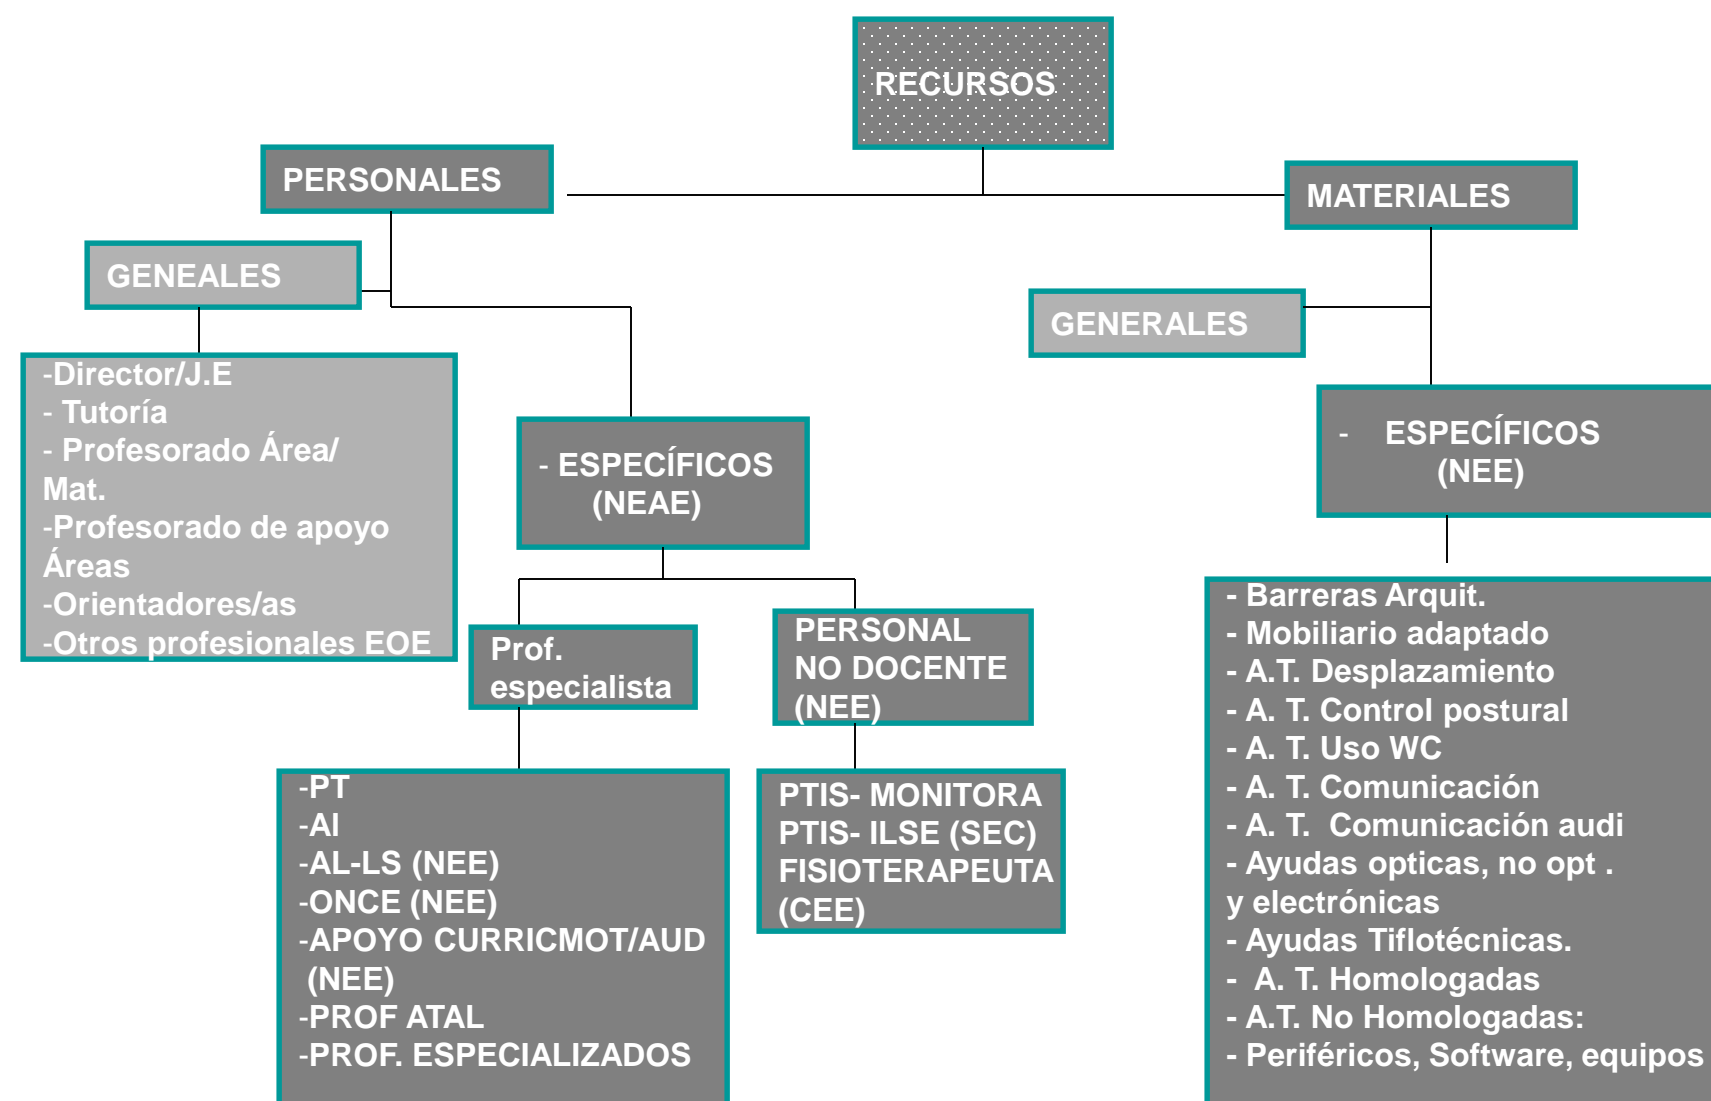 RECURSOS
PERSONALES
MATERIALES
GENEALES
GENERALES
-Director/J.E
- Tutoría
- Profesorado Área/
Mat.
-Profesorado de apoyo
Áreas
-Orientadores/as
-Otros profesionales EOE
- ESPECÍFICOS
(NEAE)
- ESPECÍFICOS
(NEE)
Prof.
especialista
PERSONAL
NO DOCENTE
(NEE)
-PT
-Al
-AL-LS (NEE)
-ONCE (NEE)
-APOYO CURRICMOT/AUD
(NEE)
-PROF ATAL
-PROF. ESPECIALIZADOS
PTIS- MONITORA
PTIS- ILSE (SEC)
FISIOTERAPEUTA
(CEE)
- Barreras Arquit.
- Mobiliario adaptado
- A.T. Desplazamiento
- A. T. Control postural
- A. T. Uso WC
- A. T. Comunicación
- A. T. Comunicación audi
- Ayudas opticas, no opt .
y electrónicas
- Ayudas Tiflotécnicas.
- A. T. Homologadas
- A.T. No Homologadas:
- Periféricos, Software, equipos